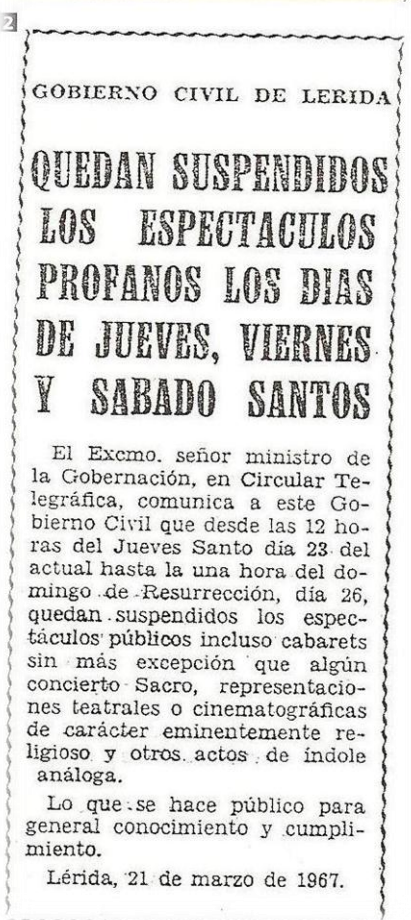 2
GOBIERNO CIVIL DE LERIDA
QUEDAN SUSPENDIDOS
LOS ESPECTACULOS
PROFANOS LOS DIAS
DE JUEVES, VIERNES
Y SABADO SANTOS
El Excmo. señor ministro de
la Gobernación, en Circular Te-
legráfica, comunica a este Go-
bierno Civil que desde las 12 ho-
ras del Jueves Santo día 23 del
actual hasta la una hora del do-
mingo de Resurrección, día 26,
quedan suspendidos los espec-
táculos públicos incluso cabarets
sin más excepción que algún
concierto Sacro, representacio-
nes teatrales o cinematográficas
de carácter eminentemente re-
ligioso y otros actos de índole
análoga.
Lo que se hace público para
general conocimiento y cumpli-
miento.
Lérida, 21 de marzo de 1967.